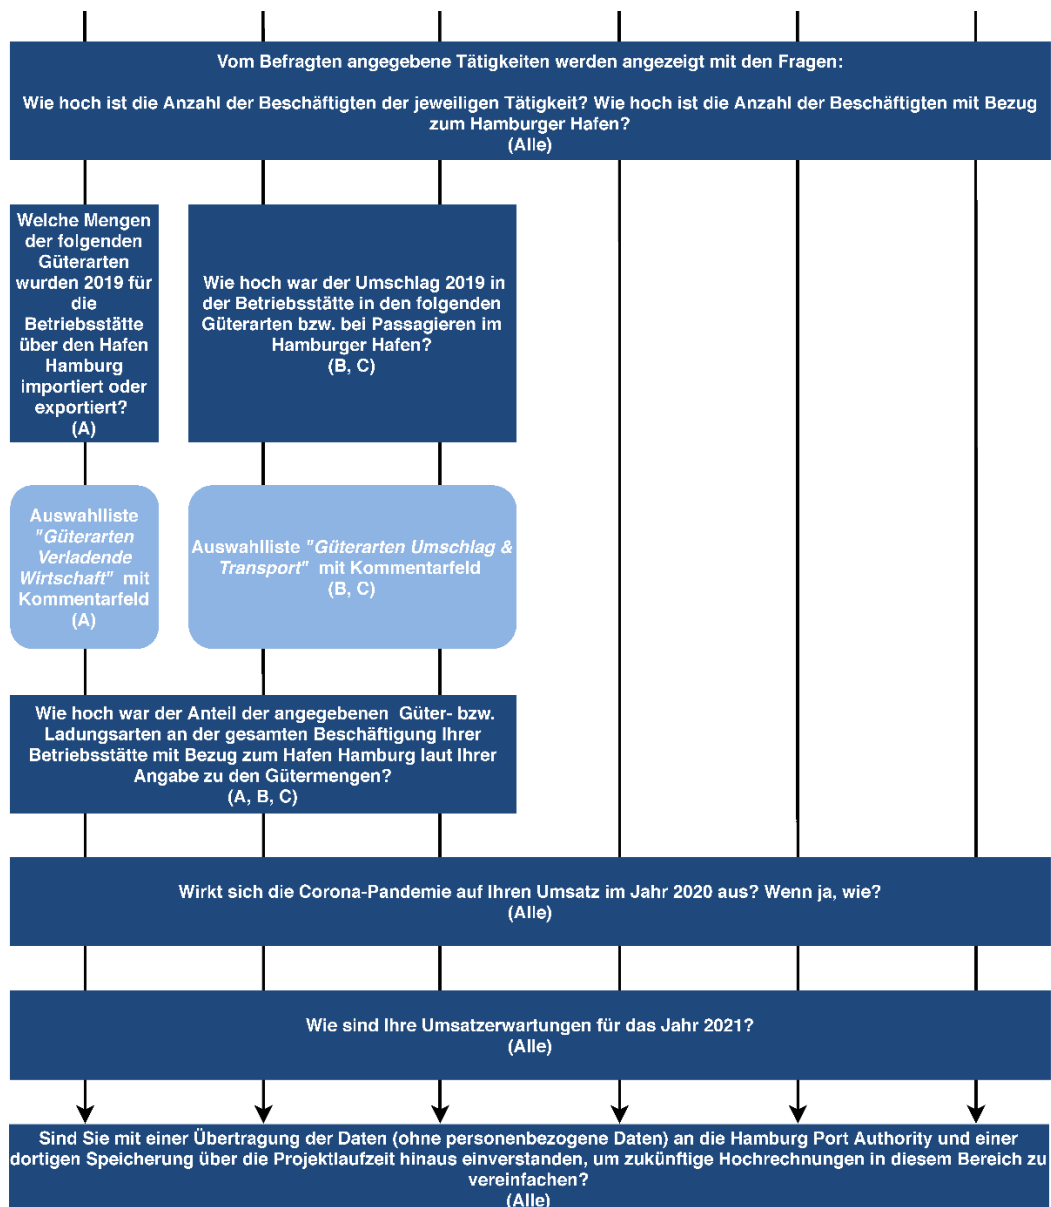 Vom Befragten angegebene Tätigkeiten werden angezeigt mit den Fragen:
Wie hoch ist die Anzahl der Beschäftigten der jeweiligen Tätigkeit? Wie hoch ist die Anzahl der Beschäftigten mit Bezug
zum Hamburger Hafen?
(Alle)
Welche Mengen
der folgenden
Güterarten
wurden 2019 für
die
Betriebsstätte
über den Hafen
Hamburg
importiert oder
exportiert?
(A)
Wie hoch war der Umschlag 2019 in
der Betriebsstätte in den folgenden
Güterarten bzw. bei Passagieren im
Hamburger Hafen?
(B, C)
Auswahlliste
"Güterarten
Verladende
Wirtschaft" mit
Kommentarfeld
(A)
Auswahlliste "Güterarten Umschlag &
Transport" mit Kommentarfeld
(B, C)
Wie hoch war der Anteil der angegebenen Güter- bzw.
Ladungsarten an der gesamten Beschäftigung Ihrer
Betriebsstätte mit Bezug zum Hafen Hamburg laut Ihrer
Angabe zu den Gütermengen?
(A, B, C)
Wirkt sich die Corona-Pandemie auf Ihren Umsatz im Jahr 2020 aus? Wenn ja, wie?
(Alle)
Wie sind Ihre Umsatzerwartungen für das Jahr 2021?
(Alle)
Sind Sie mit einer Übertragung der Daten (ohne personenbezogene Daten) an die Hamburg Port Authority und einer
dortigen Speicherung über die Projektlaufzeit hinaus einverstanden, um zukünftige Hochrechnungen in diesem Bereich zu
vereinfachen?
(Alle)